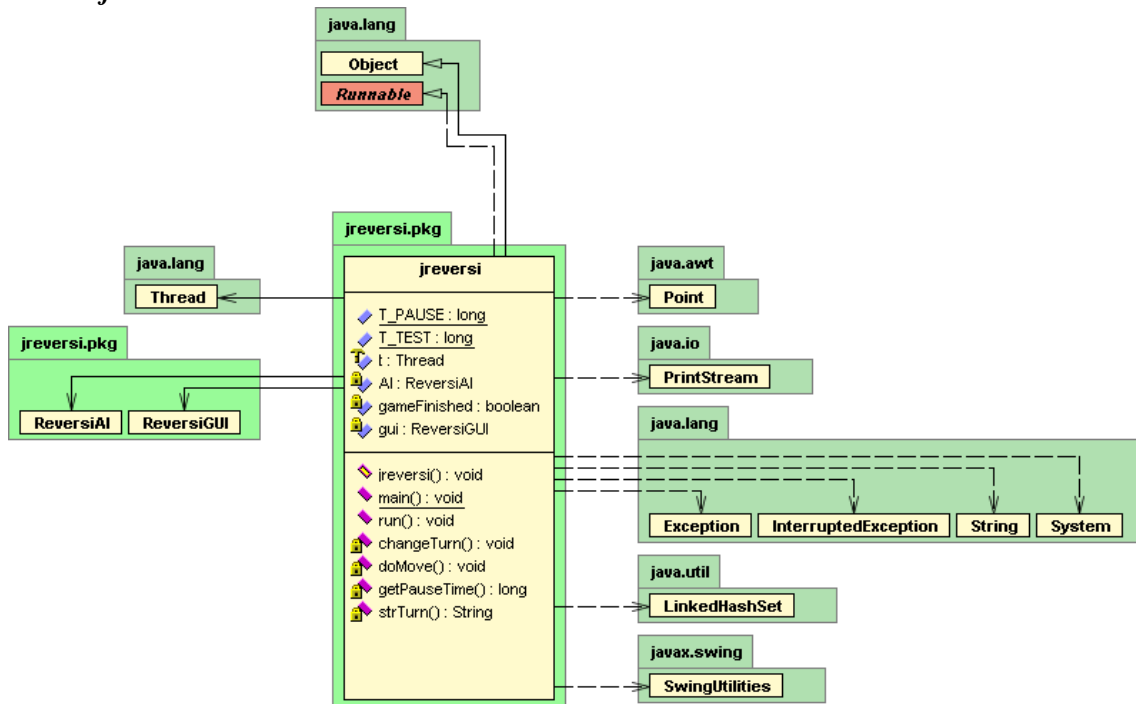 java.lang
Object
Runnable
jreversi.pkg
jreversi
T_PAUSE : long
T_TEST : long
t : Thread
AI : ReversiAI
gameFinished : boolean
gui : ReversiGUI
jreversi() : void
main() : void
run() : void
changeTurn() : void
doMove() : void
getPauseTime() : long
strTurn() : String
java.lang
Thread
jreversi.pkg
ReversiAI ReversiGUI
java.awt
Point
java.io
PrintStream
java.lang
Exception InterruptedException String System
java.util
LinkedHashSet
javax.swing
SwingUtilities